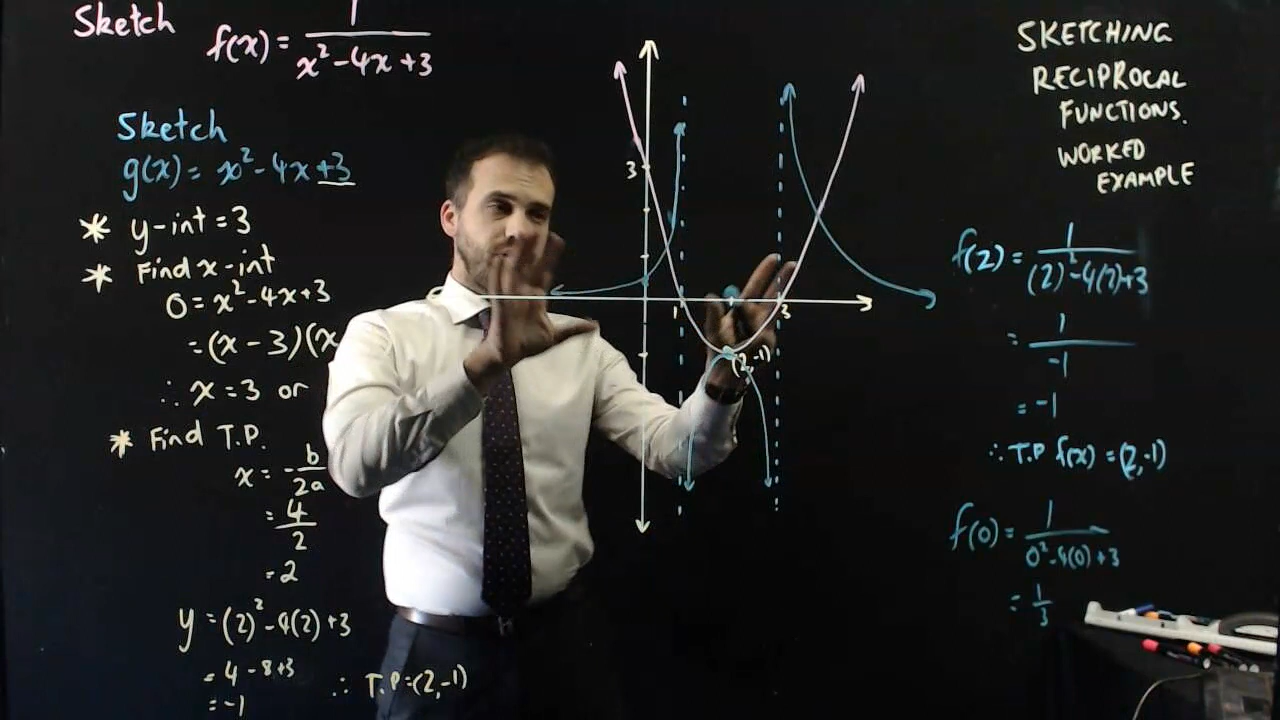 Sketch f(x) = 1/(x² - 4x + 3)
Sketch
g(x) = x² - 4x + 3
* y-int = 3
* Find x-int
0 = x² - 4x + 3
= (x - 3)(x
∴ x = 3 or
* Find T.P.
x = - b/2a
= 4/2
= 2
y = (2)² - 4(2) + 3
= 4 - 8 + 3
= -1
∴ T.P = (2, -1)
3
1
3
(2, -1)
SKETCHING
RECIPROCAL
FUNCTIONS.
WORKED
EXAMPLE
f(2) = 1/((2)² - 4(2) + 3)
= 1/-1
= -1
∴ T.P f(x) = (2, -1)
f(0) = 1/(0² - 4(0) + 3)
= 1/3